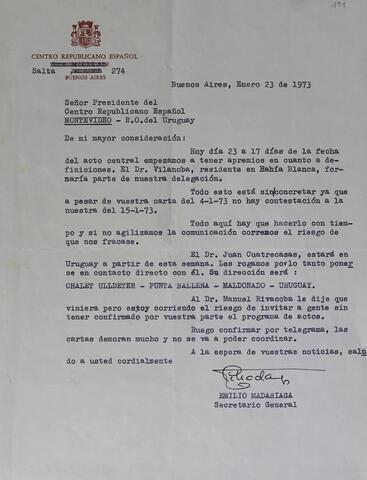 191
CENTRO REPUBLICANO ESPAÑOL
Salta 274
BUENOS AIRES
Buenos Aires, Enero 23 de 1973
Señor Presidente del
Centro Republicano Español
MONTEVIDEO - R.O.del Uruguay
De mi mayor consideración:
Hoy día 23 a 17 días de la fecha
del acto central empezamos a tener apremios en cuanto a de-
finiciones. El Dr. Vilanoba, residente en Bahía Blanca, for-
maría parte de nuestra delegación.
Todo esto está sin concretar ya que
a pesar de vuestra carta del 4-1-73 no hay contestación a la
nuestra del 15-1-73.
Todo aquí hay que hacerlo con tiem-
po y si no agilizamos la comunicación corremos el riesgo de
que nos fracase.
El Dr. Juan Cuatrecasas, estará en
Uruguay a partir de esta semana. Les rogamos por lo tanto poner
se en contacto directo con él. Su dirección será :
CHALET ULLDETER - PUNTA BALLENA - MALDONADO - URUGUAY.
Al Dr. Manuel Rivacoba le dije que
viniera pero estoy corriendo el riesgo de invitar a gente sin
tener confirmado por vuestra parte el programa de actos.
Ruego confirmar por telegrama, las
cartas demoran mucho y no se va a poder coordinar.
A la espera de vuestras noticias, salú
do a usted cordialmente
EMILIO MADARIAGA
Secretario General